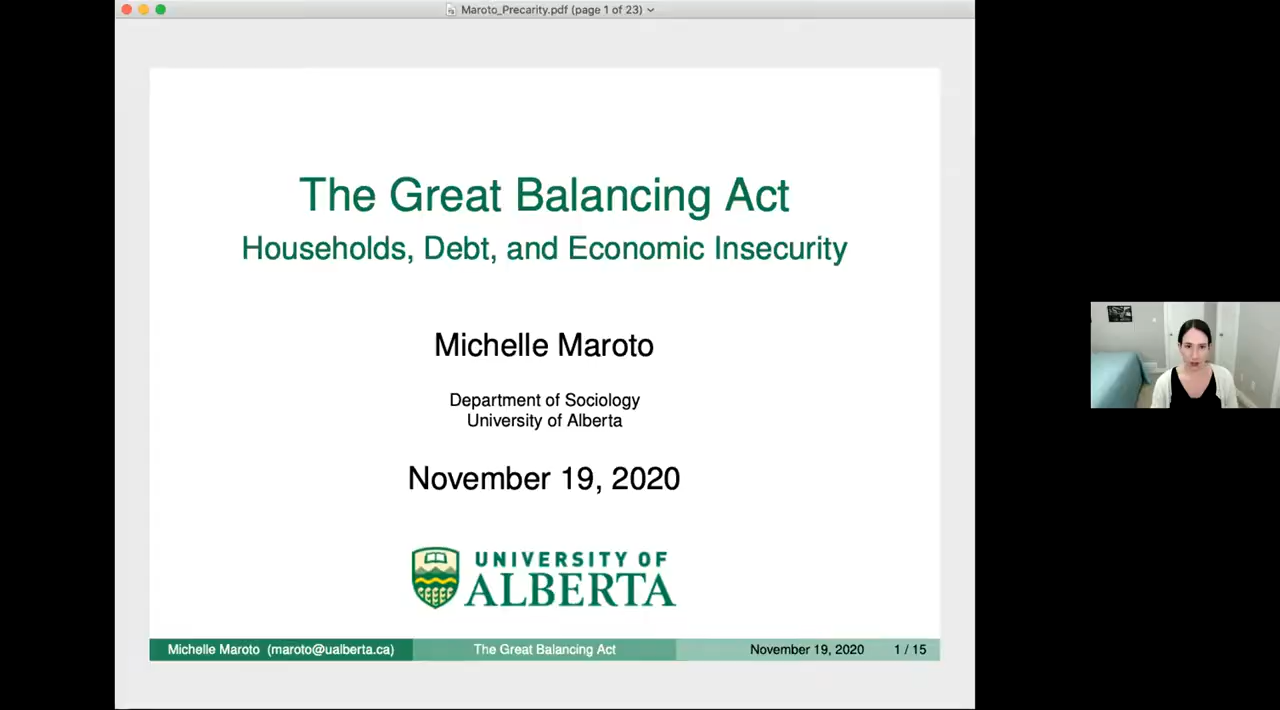 Maroto_Precarity.pdf (page 1 of 23)
The Great Balancing Act
Households, Debt, and Economic Insecurity
Michelle Maroto
Department of Sociology
University of Alberta
November 19, 2020
UNIVERSITY OF
ALBERTA
Michelle Maroto (maroto@ualberta.ca) The Great Balancing Act November 19, 2020 1 / 15